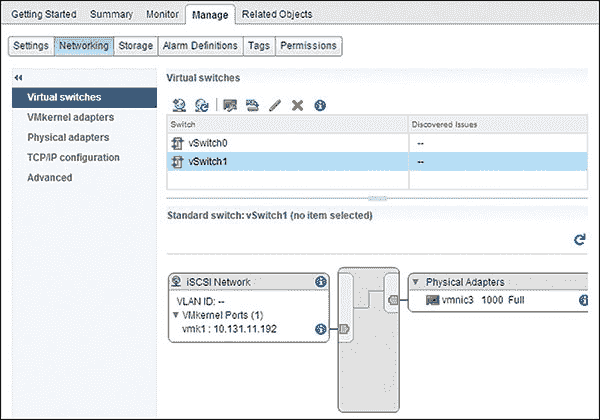 Getting Started Summary Monitor Manage Related Objects
Settings Networking Storage Alarm Definitions Tags Permissions
Virtual switches
VMkernel adapters
Physical adapters
TCP/IP configuration
Advanced
Virtual switches
Switch Discovered Issues
vSwitch0 --
vSwitch1 --
Standard switch: vSwitch1 (no item selected)
iSCSI Network
VLAN ID: --
VMkernel Ports (1)
vmk1 : 10.131.11.192
Physical Adapters
vmnic3 1000 Full